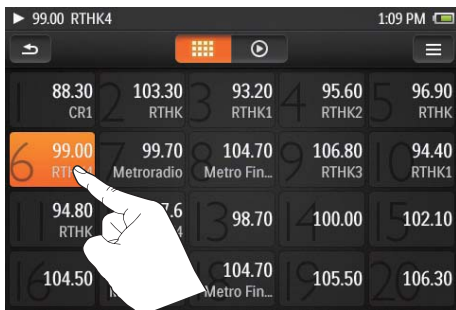 99.00 RTHK4 1:09 PM
1 88.30 CR1
2 103.30 RTHK
3 93.20 RTHK1
4 95.60 RTHK2
5 96.90 RTHK
6 99.00
7 99.70 Metroradio
8 104.70 Metro Fin...
9 106.80 RTHK3
10 94.40 RTHK1
11 94.80 RTHK
13 98.70
14 100.00
15 102.10
16 104.50
104.70 Metro Fin...
19 105.50
20 106.30